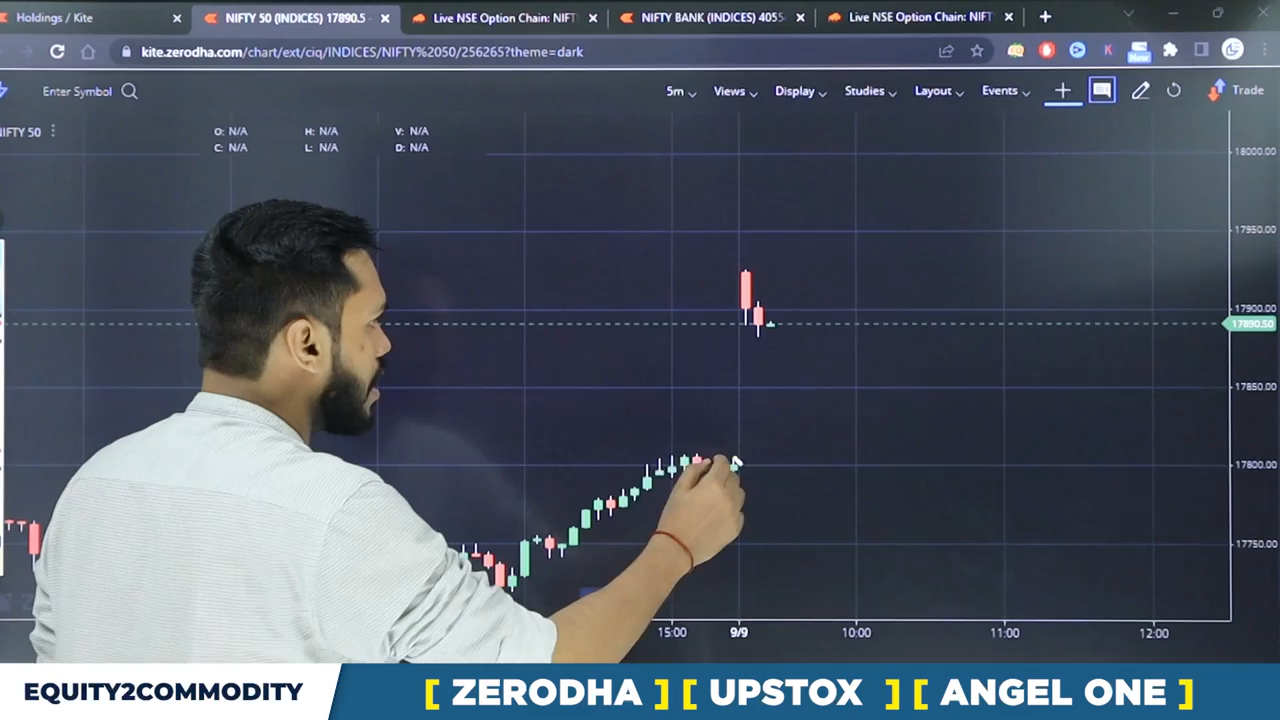 Holdings / Kite
NIFTY 50 (INDICES) 17890.5
Live NSE Option Chain: NIFT
NIFTY BANK (INDICES) 4055
Live NSE Option Chain: NIFT
kite.zerodha.com/chart/ext/ciq/INDICES/NIFTY%2050/256265?theme=dark
New
Enter Symbol
5m
Views
Display
Studies
Layout
Events
Trade
NIFTY 50
O: N/A H: N/A V: N/A
C: N/A L: N/A D: N/A
18000.00
17950.00
17900.00
17890.50
17850.00
17800.00
17750.00
15:00 9/9 10:00 11:00 12:00
EQUITY2COMMODITY
[ ZERODHA ] [ UPSTOX ] [ ANGEL ONE ]